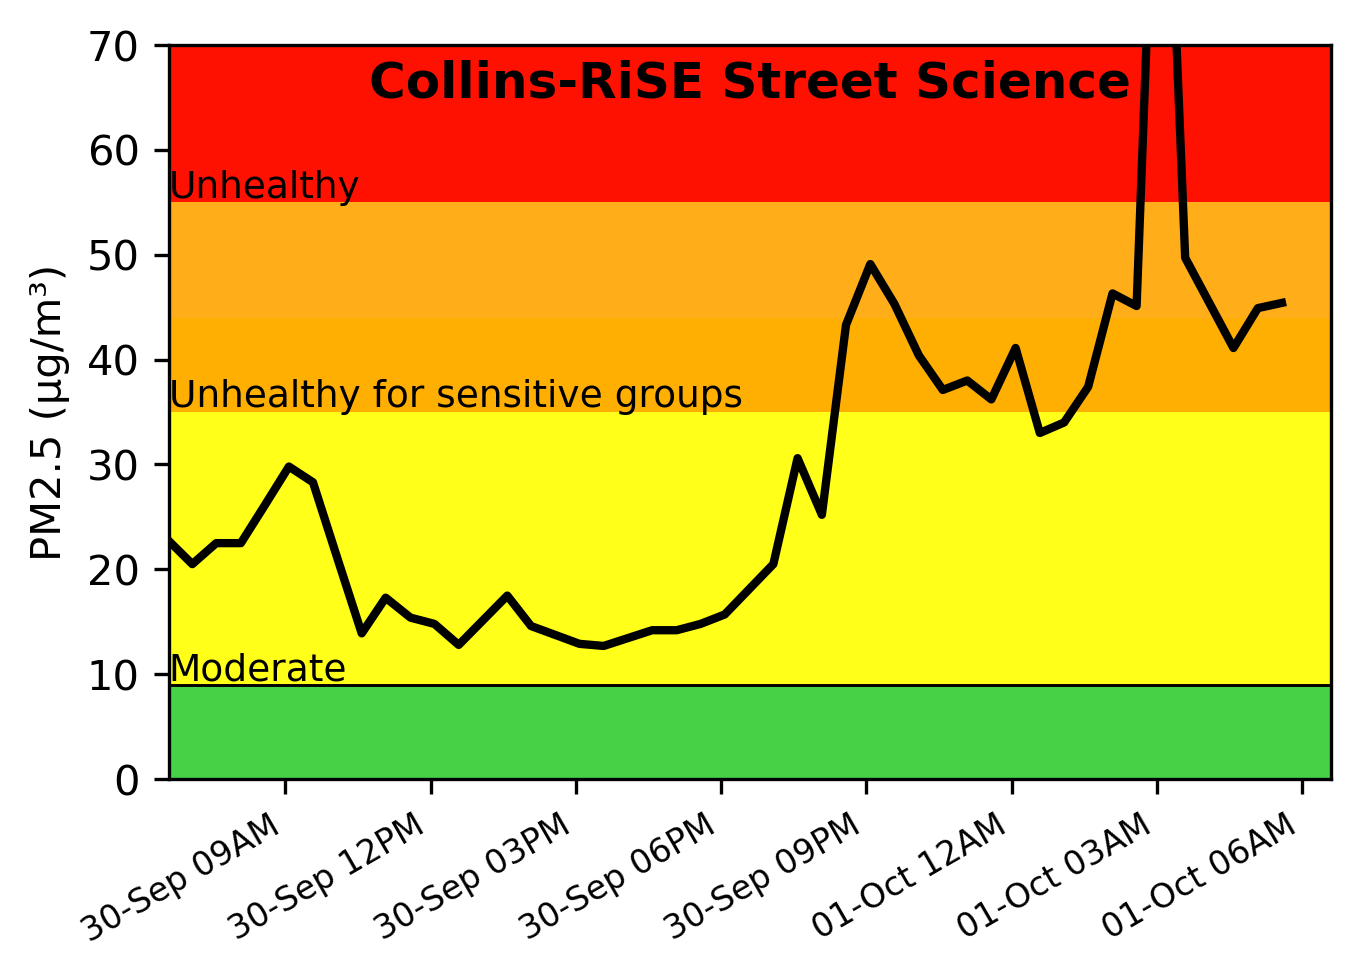 Collins-RiSE Street Science
70
60
50
40
30
20
10
0
PM2.5 (µg/m³)
Unhealthy
Unhealthy for sensitive groups
Moderate
30-Sep 09AM
30-Sep 12PM
30-Sep 03PM
30-Sep 06PM
30-Sep 09PM
01-Oct 12AM
01-Oct 03AM
01-Oct 06AM